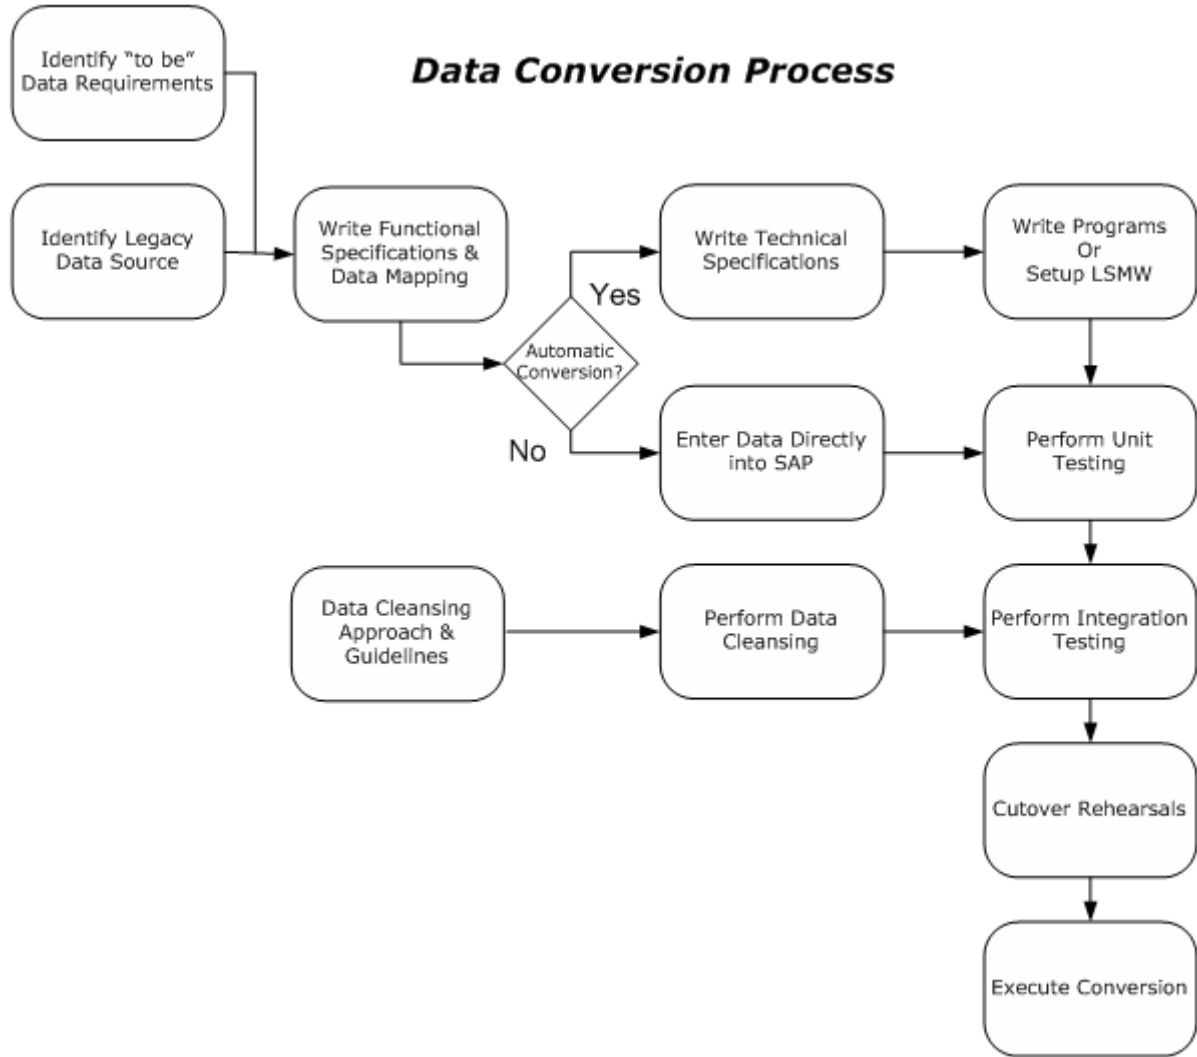 Identify “to be”
Data Requirements
Data Conversion Process
Identify Legacy
Data Source
Write Functional
Specifications &
Data Mapping
Write Technical
Specifications
Write Programs
Or
Setup LSMW
Yes
Automatic
Conversion?
No
Enter Data Directly
into SAP
Perform Unit
Testing
Data Cleansing
Approach &
Guidelines
Perform Data
Cleansing
Perform Integration
Testing
Cutover Rehearsals
Execute Conversion